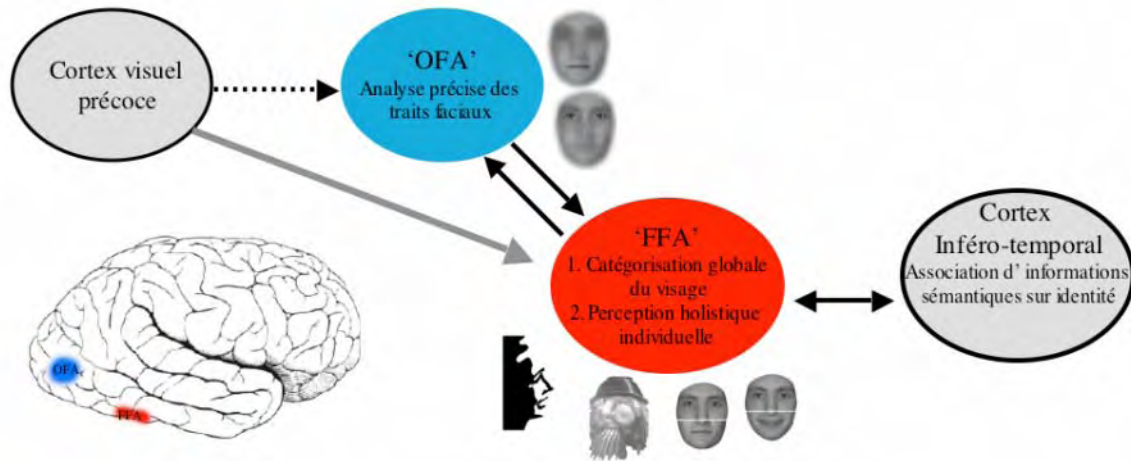 Cortex visuel
précoce
‘OFA’
Analyse précise des
traits faciaux
‘FFA’
1. Catégorisation globale
du visage
2. Perception holistique
individuelle
Cortex
Inféro-temporal
Association d’ informations
sémantiques sur identité
OFA
FFA